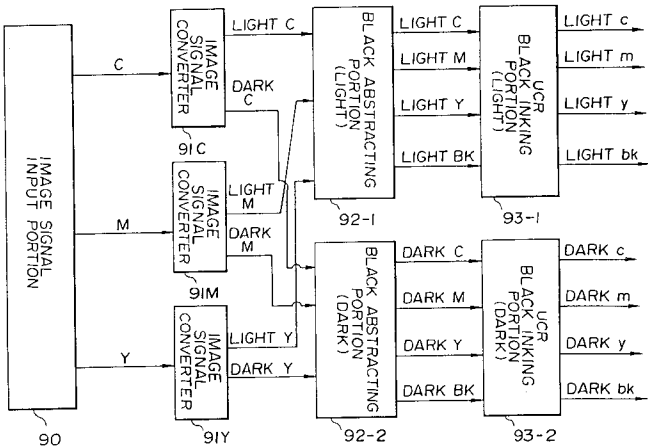 IMAGE SIGNAL
INPUT PORTION
90
C
M
Y
IMAGE
SIGNAL
CONVERTER
91C
IMAGE
SIGNAL
CONVERTER
91M
IMAGE
SIGNAL
CONVERTER
91Y
LIGHT C
DARK
C
LIGHT
M
DARK
M
LIGHT Y
DARK Y
BLACK ABSTRACTING
PORTION
(LIGHT)
92-1
BLACK ABSTRACTING
PORTION
(DARK)
92-2
LIGHT C
LIGHT M
LIGHT Y
LIGHT BK
DARK C
DARK M
DARK Y
DARK BK
UCR
BLACK INKING
PORTION
(LIGHT)
93-1
UCR
BLACK INKING
PORTION
(DARK)
93-2
LIGHT c
LIGHT m
LIGHT y
LIGHT bk
DARK c
DARK m
DARK y
DARK bk